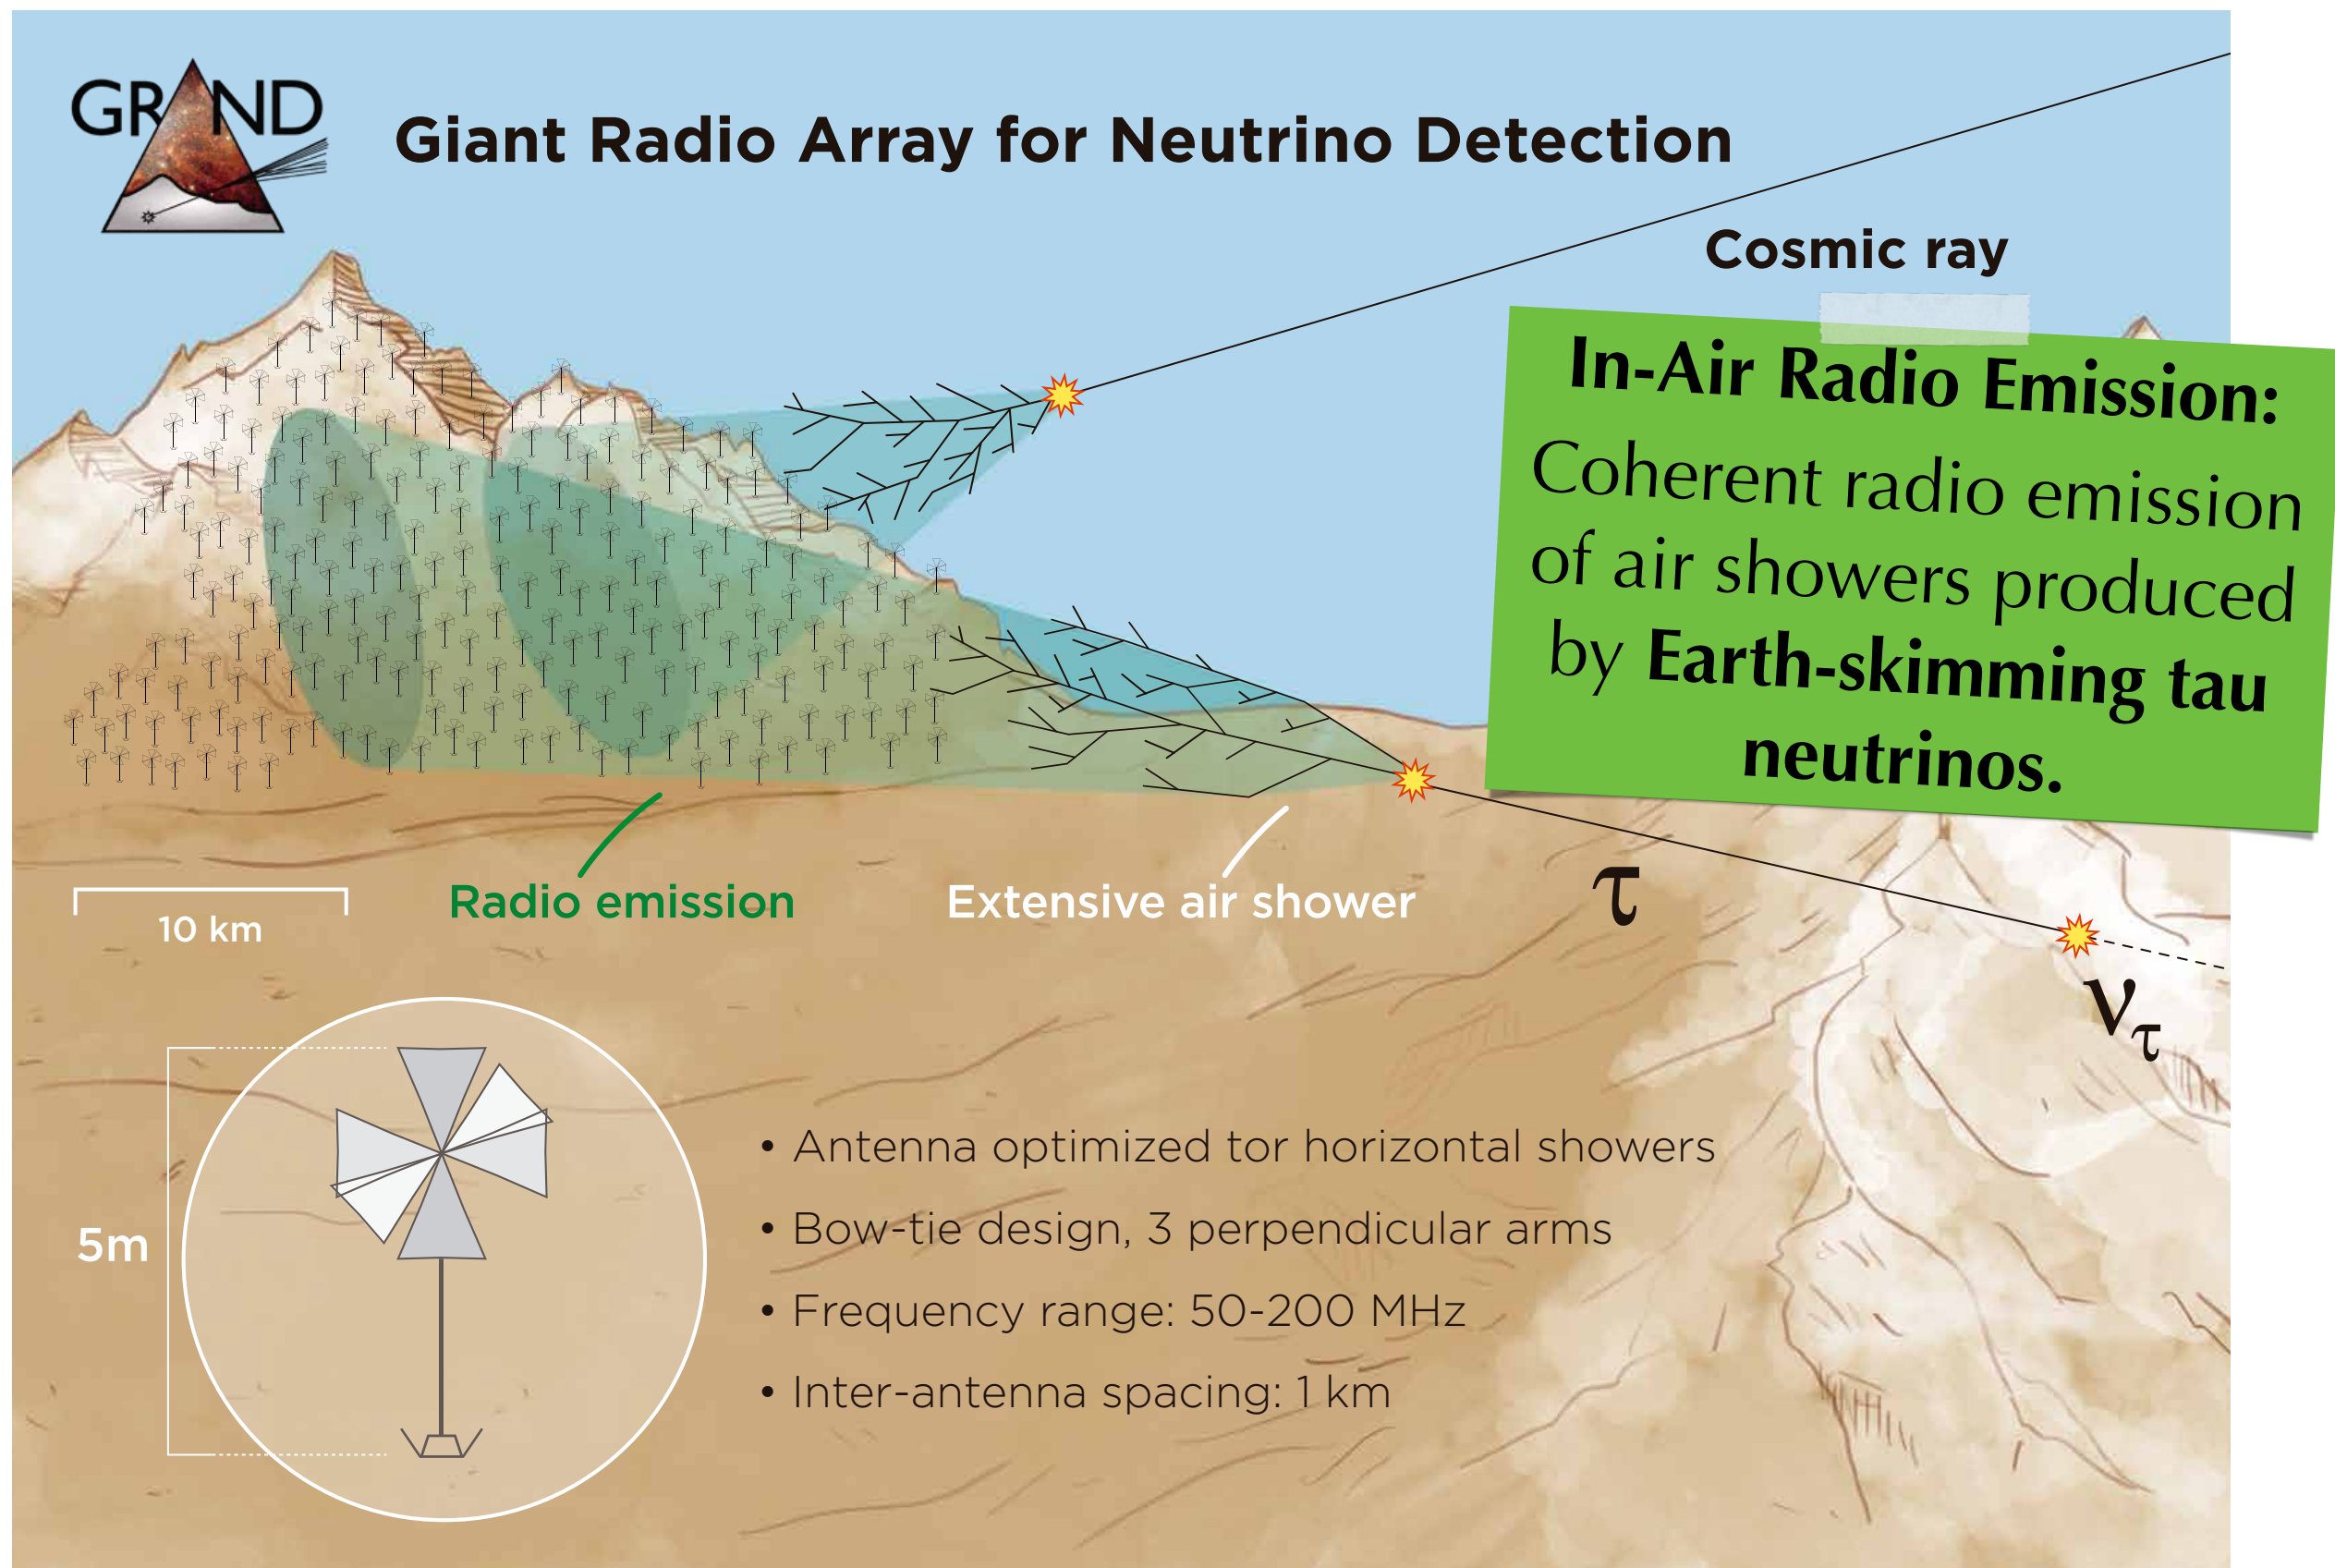 GRAND
Giant Radio Array for Neutrino Detection
Cosmic ray
In-Air Radio Emission:
Coherent radio emission
of air showers produced
by Earth-skimming tau
neutrinos.
τ
Radio emission
Extensive air shower
10 km
ντ
5m
• Antenna optimized tor horizontal showers
• Bow-tie design, 3 perpendicular arms
• Frequency range: 50-200 MHz
• Inter-antenna spacing: 1 km